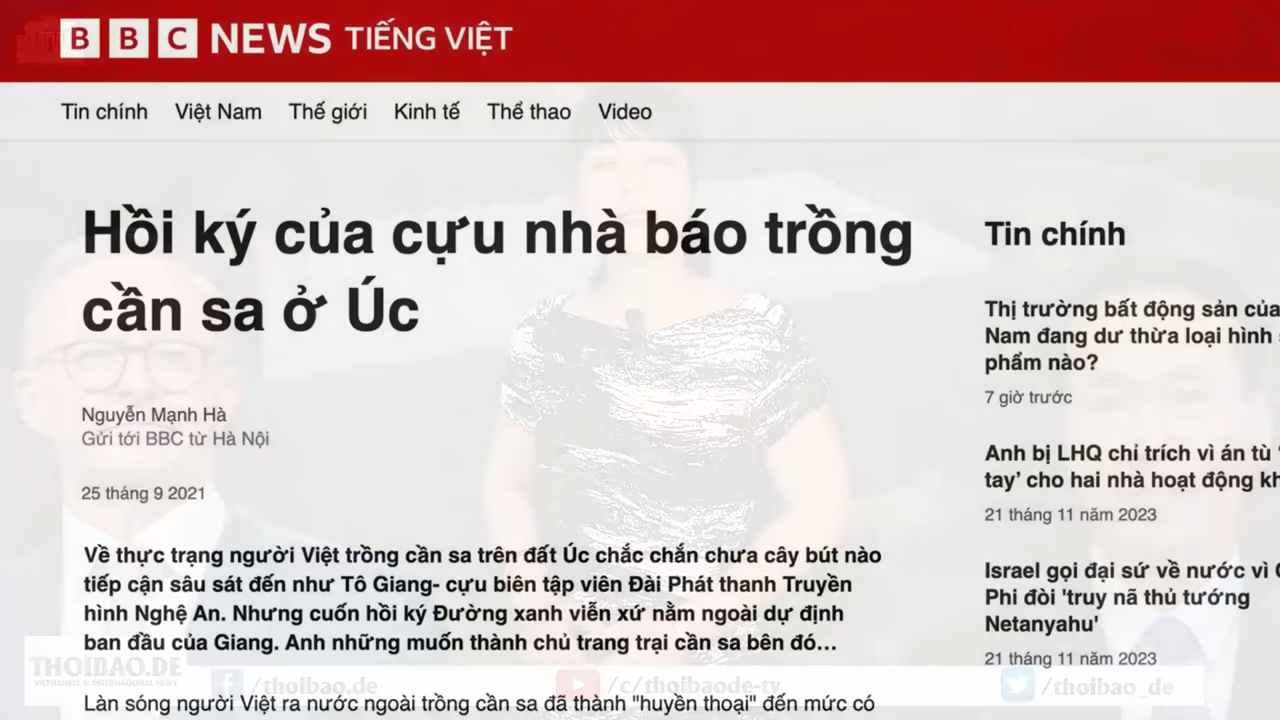 BBC NEWS TIẾNG VIỆT
Tin chính Việt Nam Thế giới Kinh tế Thể thao Video
Hồi ký của cựu nhà báo trồng
cần sa ở Úc
Nguyễn Mạnh Hà
Gửi tới BBC từ Hà Nội
25 tháng 9 2021
Về thực trạng người Việt trồng cần sa trên đất Úc chắc chắn chưa cây bút nào
tiếp cận sâu sát đến như Tô Giang- cựu biên tập viên Đài Phát thanh Truyền
hình Nghệ An. Nhưng cuốn hồi ký Đường xanh viễn xứ nằm ngoài dự định
ban đầu của Giang. Anh những muốn thành chủ trang trại cần sa bên đó...
Làn sóng người Việt ra nước ngoài trồng cần sa đã thành "huyền thoại" đến mức có
Tin chính
Thị trường bất động sản của
Nam đang dư thừa loại hình
phẩm nào?
7 giờ trước
Anh bị LHQ chỉ trích vì án tù
tay' cho hai nhà hoạt động
21 tháng 11 năm 2023
Israel gọi đại sứ về nước vì
Phi đòi 'truy nã thủ tướng
Netanyahu'
21 tháng 11 năm 2023
THOIBAO.DE
VIETNAMESE & INTERNATIONAL NEWS
/thoibao.de
/c/thoibaode-tv
/thoibao_de